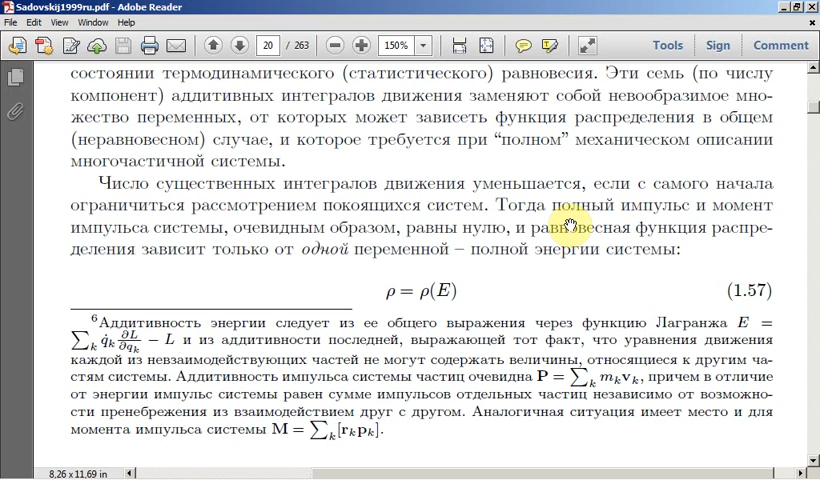 Sadovskij1999ru.pdf - Adobe Reader
File Edit View Window Help
20 / 263 150% Tools Sign Comment
состоянии термодинамического (статистического) равновесия. Эти семь (по числу
компонент) аддитивных интегралов движения заменяют собой невообразимое мно-
жество переменных, от которых может зависеть функция распределения в общем
(неравновесном) случае, и которое требуется при “полном” механическом описании
многочастичной системы.
Число существенных интегралов движения уменьшается, если с самого начала
ограничиться рассмотрением покоящихся систем. Тогда полный импульс и момент
импульса системы, очевидным образом, равны нулю, и равновесная функция распре-
деления зависит только от одной переменной – полной энергии системы:
ρ = ρ(E) (1.57)
⁶Аддитивность энергии следует из ее общего выражения через функцию Лагранжа E =
∑ₖ q̇ₖ ∂L/∂q̇ₖ − L и из аддитивности последней, выражающей тот факт, что уравнения движения
каждой из невзаимодействующих частей не могут содержать величины, относящиеся к другим ча-
стям системы. Аддитивность импульса системы частиц очевидна P = ∑ₖ mₖvₖ, причем в отличие
от энергии импульс системы равен сумме импульсов отдельных частиц независимо от возможно-
сти пренебрежения из взаимодействием друг с другом. Аналогичная ситуация имеет место и для
момента импульса системы M = ∑ₖ[rₖpₖ].
8,26 x 11,69 in